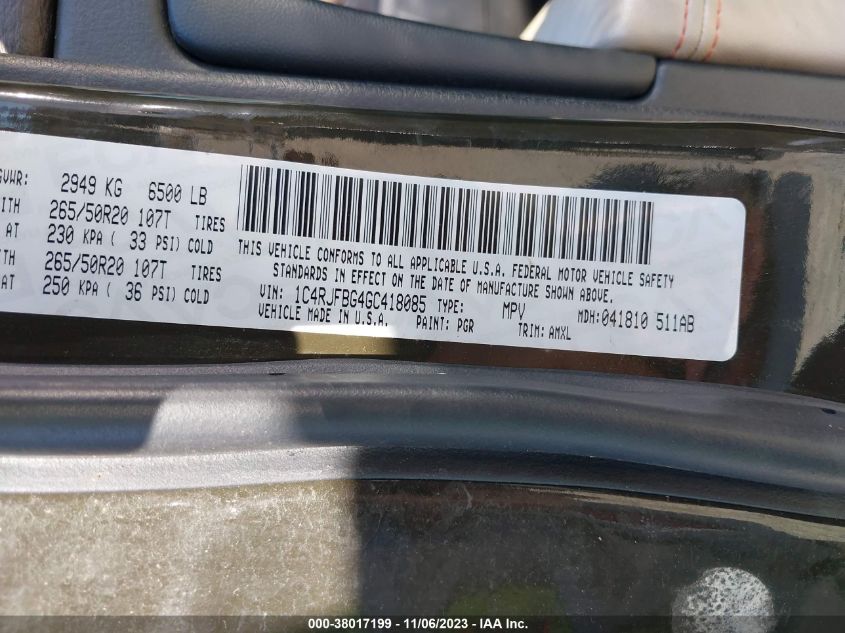 GVWR: 2949 KG 6500 LB
WITH 265/50R20 107T TIRES
AT 230 KPA ( 33 PSI) COLD
WITH 265/50R20 107T TIRES
AT 250 KPA ( 36 PSI) COLD
THIS VEHICLE CONFORMS TO ALL APPLICABLE U.S.A. FEDERAL MOTOR VEHICLE SAFETY
STANDARDS IN EFFECT ON THE DATE OF MANUFACTURE SHOWN ABOVE.
VIN: 1C4RJFBG4GC418085 TYPE: MPV MDH:041810 511AB
VEHICLE MADE IN U.S.A. PAINT: PGR TRIM: AMXL
000-38017199 - 11/06/2023 - IAA Inc.